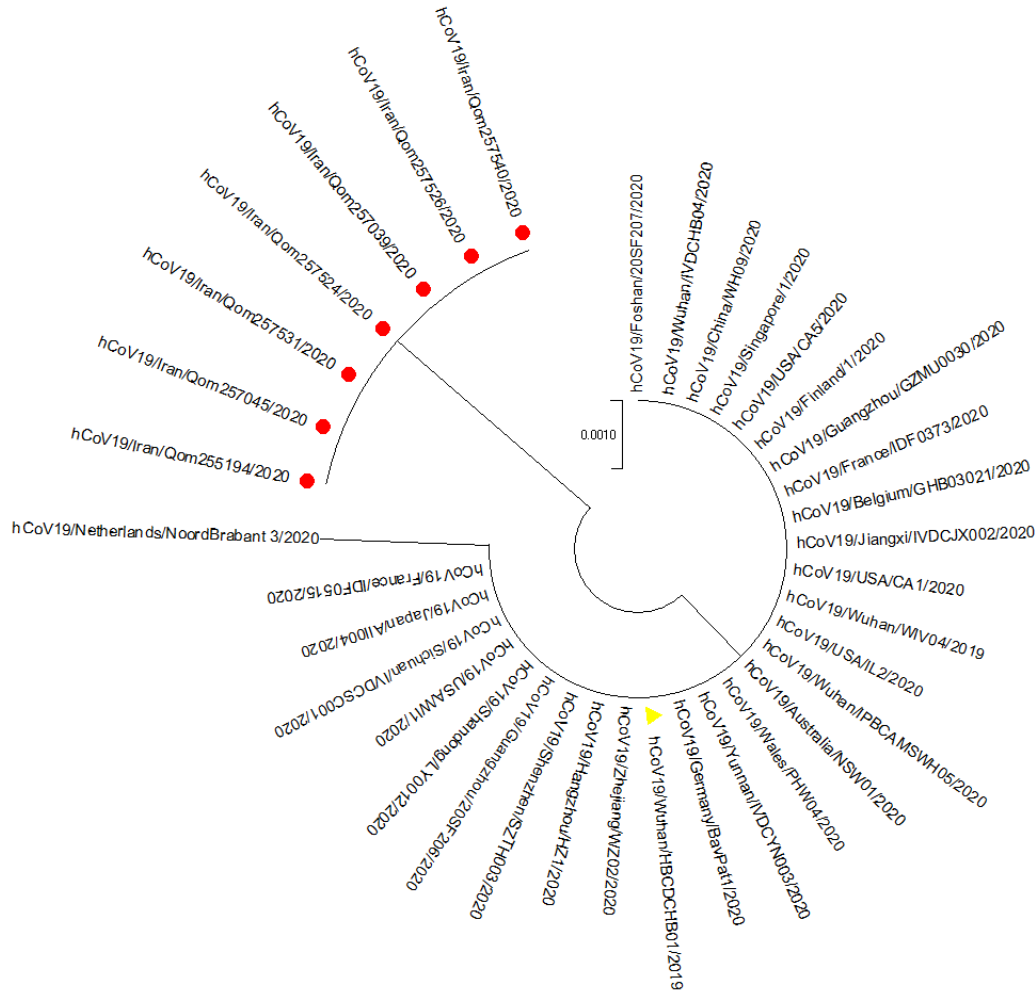 hCoV19/Iran/Qom257540/2020
hCoV19/Iran/Qom257526/2020
hCoV19/Iran/Qom257039/2020
hCoV19/Iran/Qom257524/2020
hCoV19/Iran/Qom257531/2020
hCoV19/Iran/Qom257045/2020
hCoV19/Iran/Qom255194/2020
hCoV19/Netherlands/NoordBrabant 3/2020
hCoV19/France/IDF0515/2020
hCoV19/Japan/AII004/2020
hCoV19/Sichuan/IVDCSC001/2020
hCoV19/USA/WI1/2020
hCoV19/Shandong/LY0012/2020
hCoV19/Guangzhou/20SF206/2020
hCoV19/Shenzhen/SZTH003/2020
hCoV19/Hangzhou/HZ1/2020
hCoV19/Zhejiang/WZ02/2020
hCoV19/Wuhan/HBCDCHB01/2019
hCoV19/Germany/BavPat1/2020
hCoV19/Yunnan/IVDCYN003/2020
hCoV19/Wales/PHW04/2020
hCoV19/Australia/NSW01/2020
hCoV19/Wuhan/IPBCAMSWH05/2020
hCoV19/USA/IL2/2020
hCoV19/Wuhan/WIV04/2019
hCoV19/USA/CA1/2020
hCoV19/Jiangxi/IVDCJX002/2020
hCoV19/Belgium/GHB03021/2020
hCoV19/France/IDF0373/2020
hCoV19/Guangzhou/GZMU0030/2020
hCoV19/Finland/1/2020
hCoV19/USA/CA5/2020
hCoV19/Singapore/1/2020
hCoV19/China/WH09/2020
hCoV19/Wuhan/IVDCHB04/2020
hCoV19/Foshan/20SF207/2020
0.0010